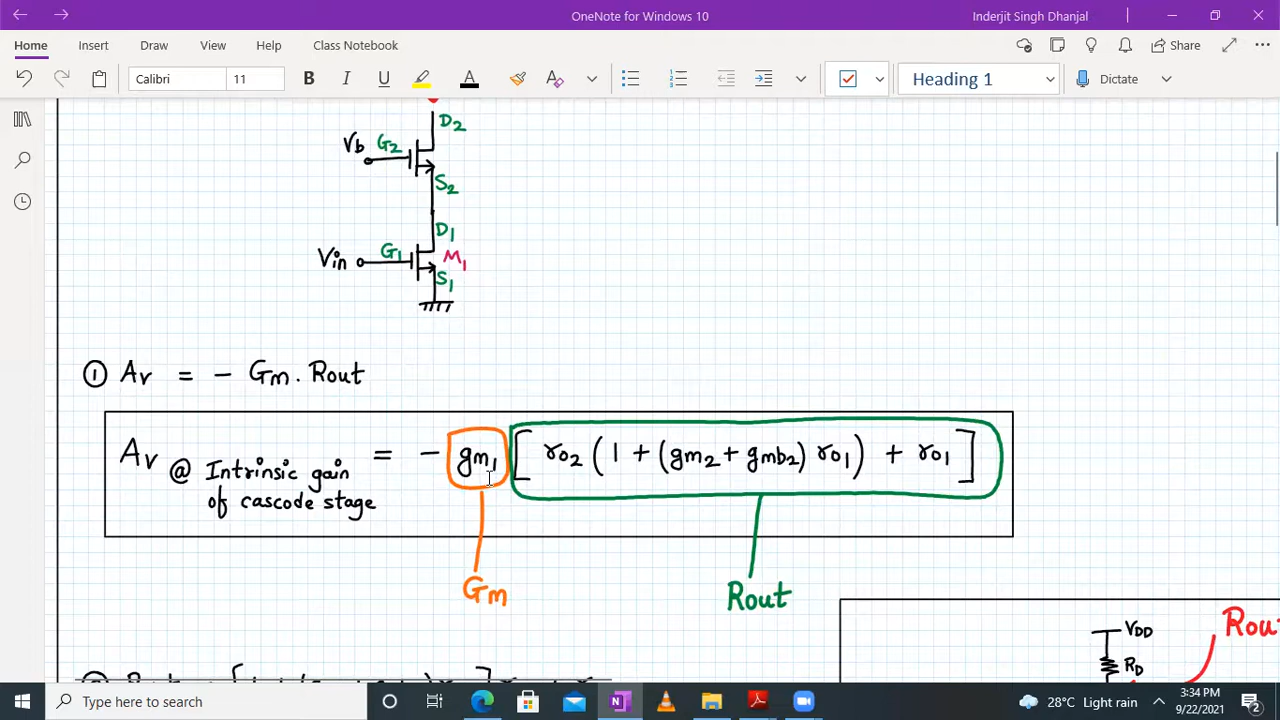 OneNote for Windows 10
Inderjit Singh Dhanjal
Home Insert Draw View Help Class Notebook Share
Calibri 11 B I U A Heading 1 Dictate
D2
Vb G2
S2
D1
Vin G1 M1
S1
① Av = - Gm. Rout
Av @ Intrinsic gain of cascode stage = - gm1 [ ro2 ( 1 + (gm2 + gmb2) ro1 ) + ro1 ]
Gm Rout
VDD
RD
Type here to search
28°C Light rain
3:34 PM
9/22/2021
2